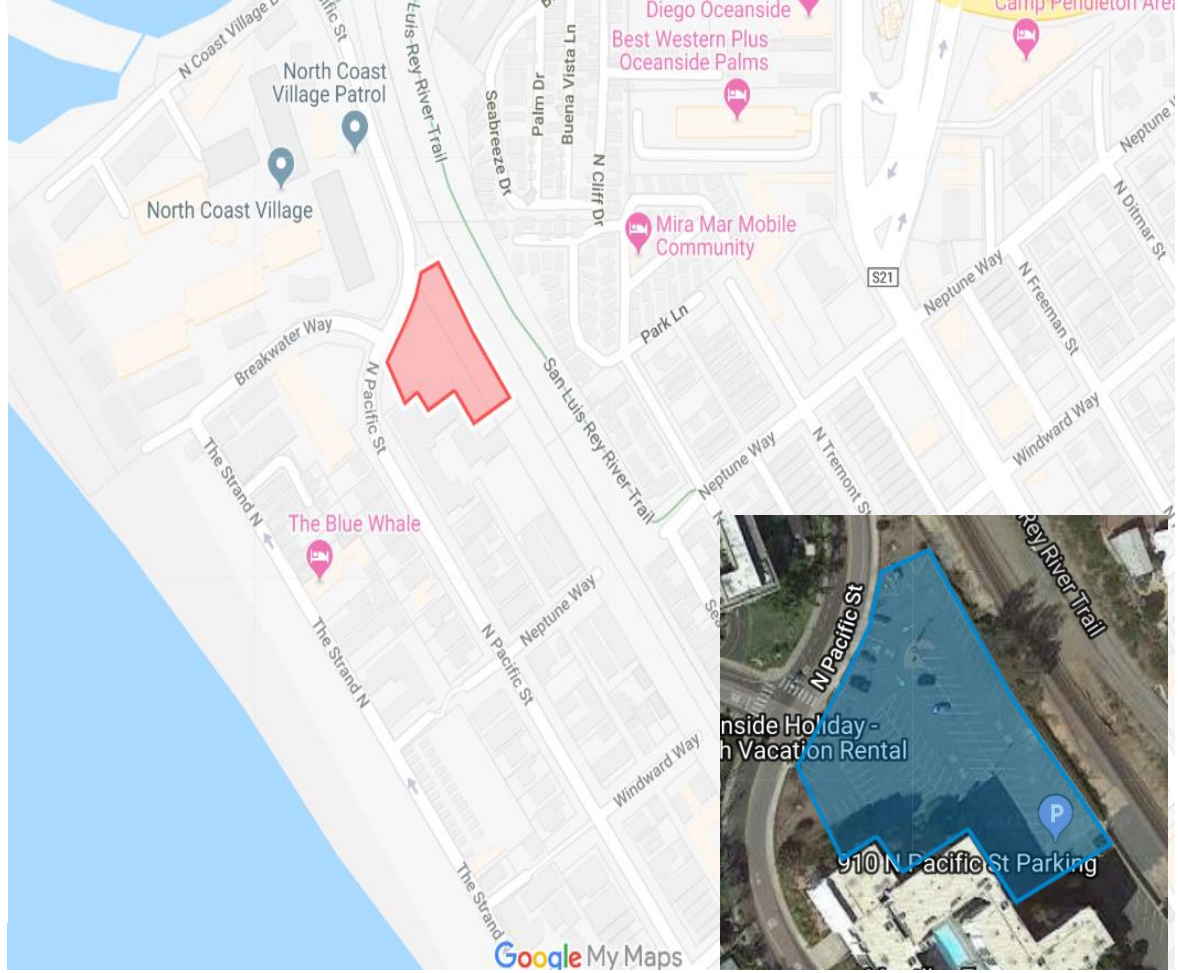 Diego Oceanside
Camp Pendleton Area
N Coast Village
Pacific St
Luis Rey River Trail
Best Western Plus
Oceanside Palms
North Coast
Village Patrol
Palm Dr
Buena Vista Ln
Seabreeze Dr
Neptune
N Cliff Dr
North Coast Village
N Ditmar St
Mira Mar Mobile
Community
S21
Neptune Way
N Freeman St
Park Ln
Breakwater Way
N Pacific St
San Luis Rey River Trail
Windward Way
Neptune Way
N Tremont St
The Strand N
The Blue Whale
Rey River Trail
Neptune Way
N Pacific St
N Pacific St
The Strand N
nside Holiday -
h Vacation Rental
Windward Way
P
910 N Pacific St Parking
The Strand
Google My Maps